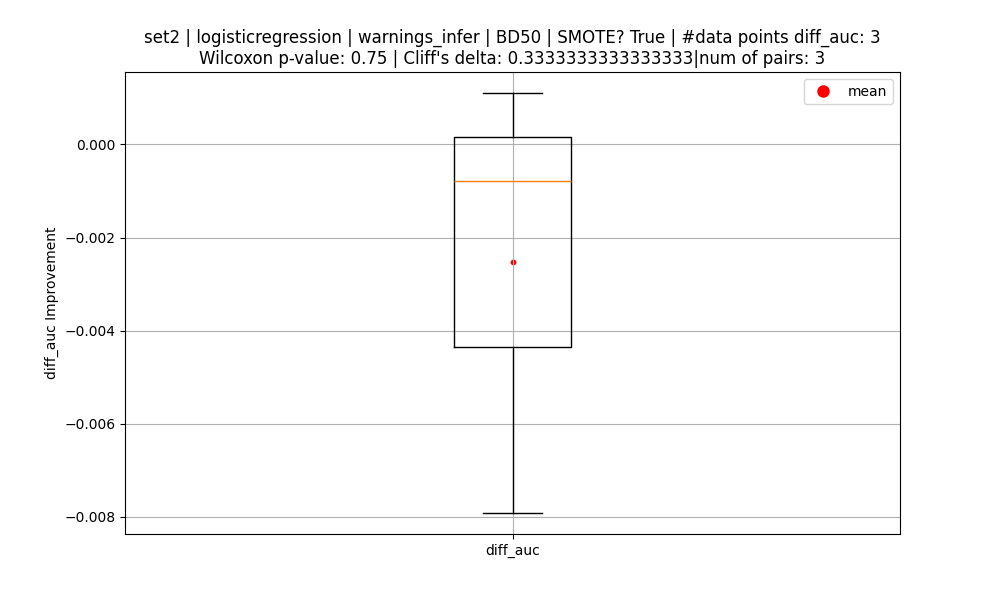 set2 | logisticregression | warnings_infer | BD50 | SMOTE? True | #data points diff_auc: 3
Wilcoxon p-value: 0.75 | Cliff's delta: 0.3333333333333333|num of pairs: 3
mean
0.000
−0.002
−0.004
−0.006
−0.008
diff_auc Improvement
diff_auc